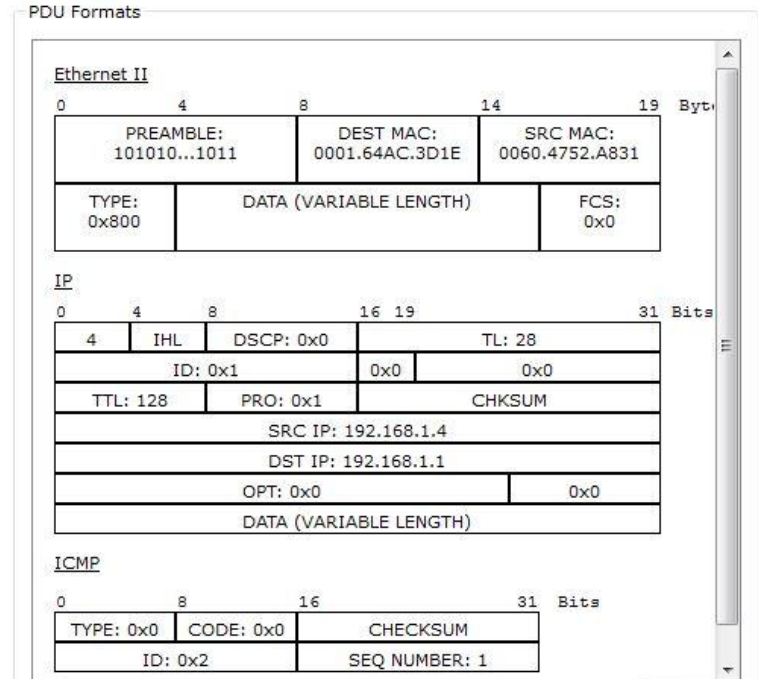 PDU Formats
Ethernet II
0 4 8 14 19 Byt
PREAMBLE: 101010...1011 DEST MAC: 0001.64AC.3D1E SRC MAC: 0060.4752.A831
TYPE: 0x800 DATA (VARIABLE LENGTH) FCS: 0x0
IP
0 4 8 16 19 31 Bits
4 IHL DSCP: 0x0 TL: 28
ID: 0x1 0x0 0x0
TTL: 128 PRO: 0x1 CHKSUM
SRC IP: 192.168.1.4
DST IP: 192.168.1.1
OPT: 0x0 0x0
DATA (VARIABLE LENGTH)
ICMP
0 8 16 31 Bits
TYPE: 0x0 CODE: 0x0 CHECKSUM
ID: 0x2 SEQ NUMBER: 1